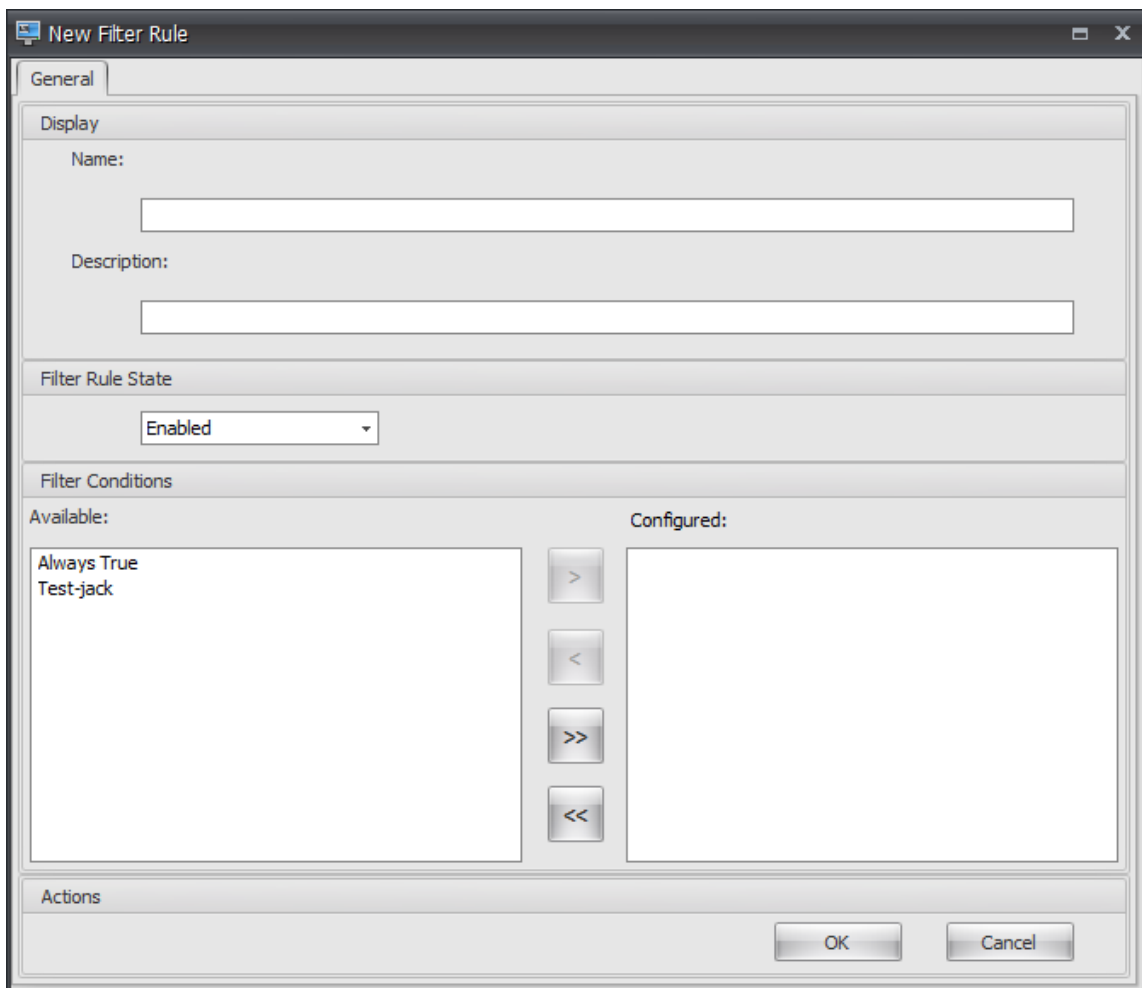 New Filter Rule
General
Display
Name:
Description:
Filter Rule State
Enabled
Filter Conditions
Available:
Configured:
Always True
Test-jack
>
<
>>
<<
Actions
OK
Cancel